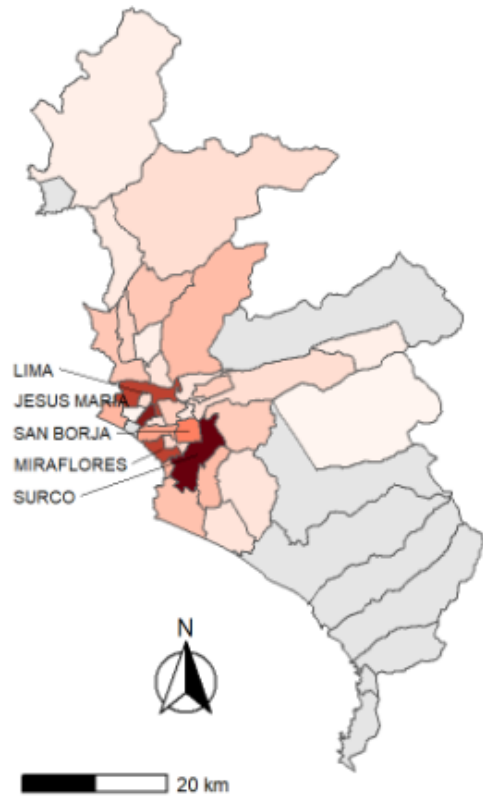 LIMA
JESUS MARIA
SAN BORJA
MIRAFLORES
SURCO
N
20 km